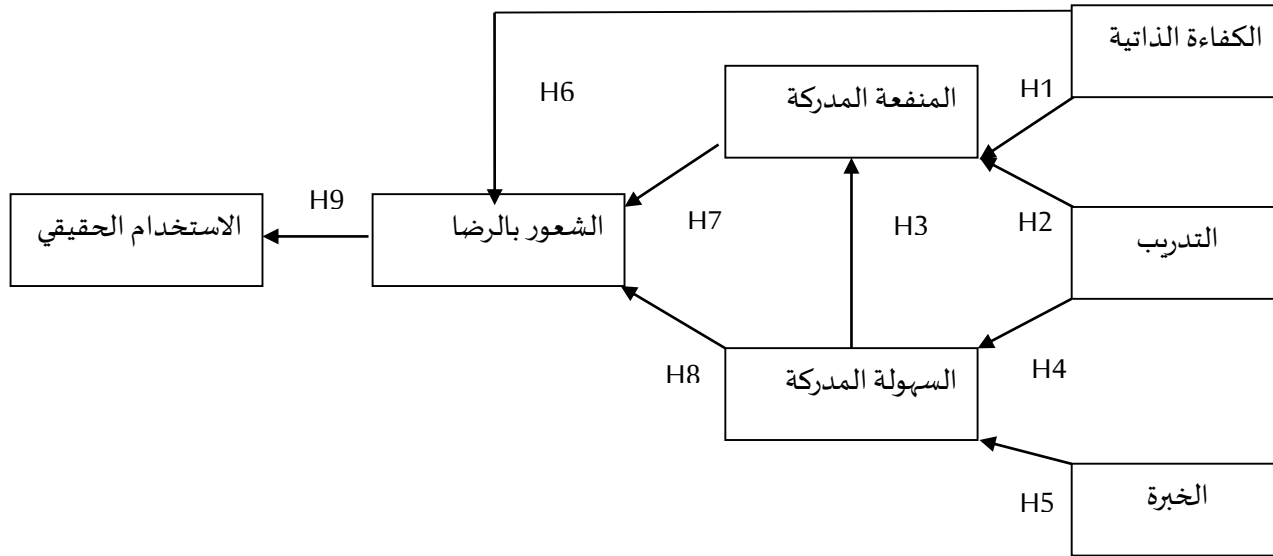 الكفاءة الذاتية
المنفعة المدركة
H1
H6
الاستخدام الحقيقي
H9
الشعور بالرضا
H7
H3
H2
التدريب
السهولة المدركة
H8
H4
الخبرة
H5